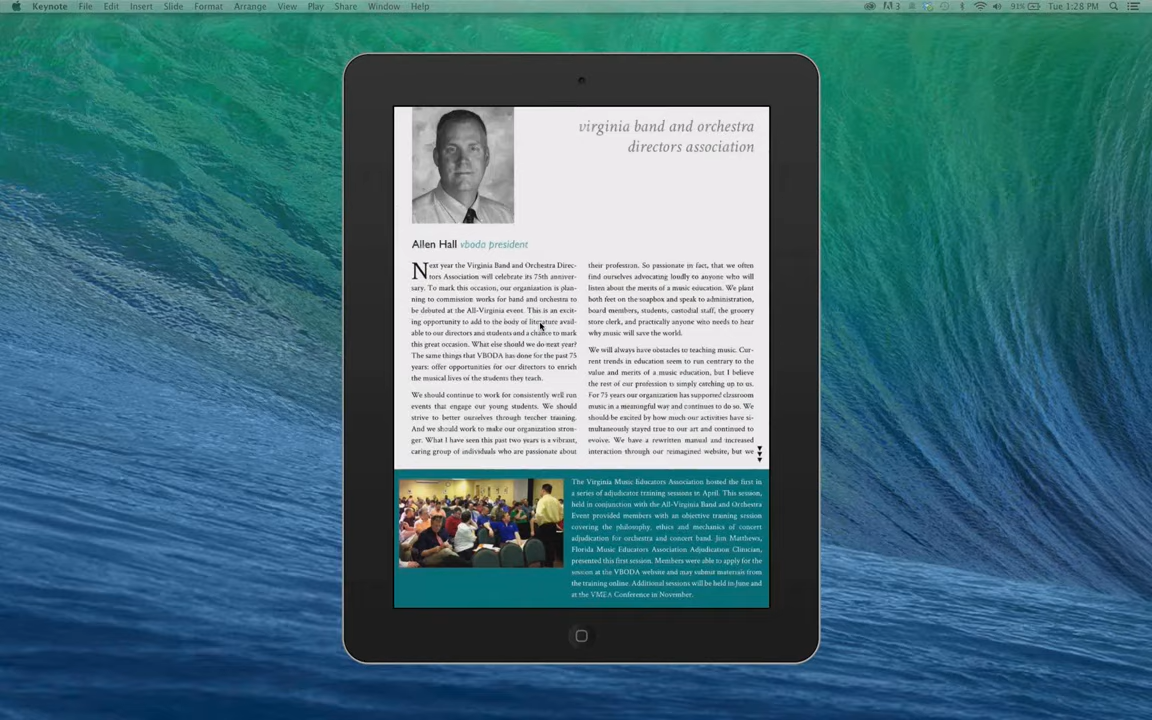 Keynote File Edit Insert Slide Format Arrange View Play Share Window Help 3 91% Tue 1:28 PM
virginia band and orchestra
directors association
Allen Hall vboda president
Next year the Virginia Band and Orchestra Direc-
tors Association will celebrate its 75th anniver-
sary. To mark this occasion, our organization is plan-
ning to commission works for band and orchestra to
be debuted at the All-Virginia event. This is an excit-
ing opportunity to add to the body of literature avail-
able to our directors and students and a chance to mark
this great occasion. What else should we do next year?
The same things that VBODA has done for the past 75
years: offer opportunities for our directors to enrich
the musical lives of the students they teach.
We should continue to work for consistently well run
events that engage our young students. We should
strive to better ourselves through teacher training.
And we should work to make our organization stron-
ger. What I have seen this past two years is a vibrant,
caring group of individuals who are passionate about
their profession. So passionate in fact, that we often
find ourselves advocating loudly to anyone who will
listen about the merits of a music education. We plant
both feet on the soapbox and speak to administration,
board members, students, custodial staff, the grocery
store clerk, and practically anyone who needs to hear
why music will save the world.
We will always have obstacles to teaching music. Cur-
rent trends in education seem to run contrary to the
value and merits of a music education, but I believe
the rest of our profession is simply catching up to us.
For 75 years our organization has supported classroom
music in a meaningful way and continues to do so. We
should be excited by how much our activities have si-
multaneously stayed true to our art and continued to
evolve. We have a rewritten manual and increased
interaction through our reimagined website, but we
The Virginia Music Educators Association hosted the first in
a series of adjudicator training sessions in April. This session,
held in conjunction with the All-Virginia Band and Orchestra
Event provided members with an objective training session
covering the philosophy, ethics and mechanics of concert
adjudication for orchestra and concert band. Jim Matthews,
Florida Music Educators Association Adjudication Clinician,
presented this first session. Members were able to apply for the
session at the VBODA website and may submit materials from
the training online. Additional sessions will be held in June and
at the VMEA Conference in November.